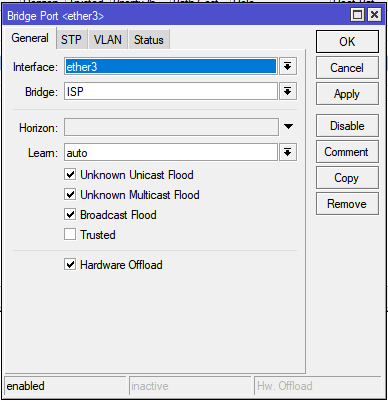 Bridge Port <ether3>
General STP VLAN Status
Interface: ether3
Bridge: ISP
Horizon:
Learn: auto
Unknown Unicast Flood
Unknown Multicast Flood
Broadcast Flood
Trusted
Hardware Offload
OK
Cancel
Apply
Disable
Comment
Copy
Remove
enabled inactive Hw. Offload